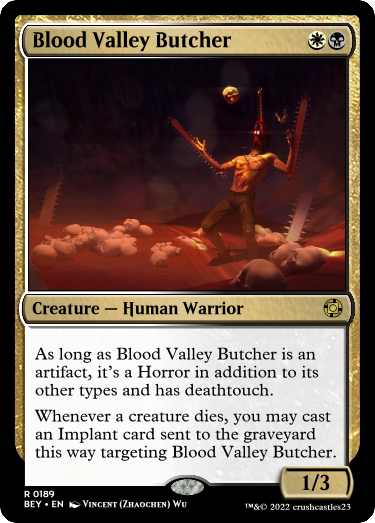 Blood Valley Butcher
Creature — Human Warrior
As long as Blood Valley Butcher is an
artifact, it's a Horror in addition to its
other types and has deathtouch.
Whenever a creature dies, you may cast
an Implant card sent to the graveyard
this way targeting Blood Valley Butcher.
1/3
R 0189
BEY • EN Vincent (Zhaochen) Wu
™&© 2022 crushcastles23